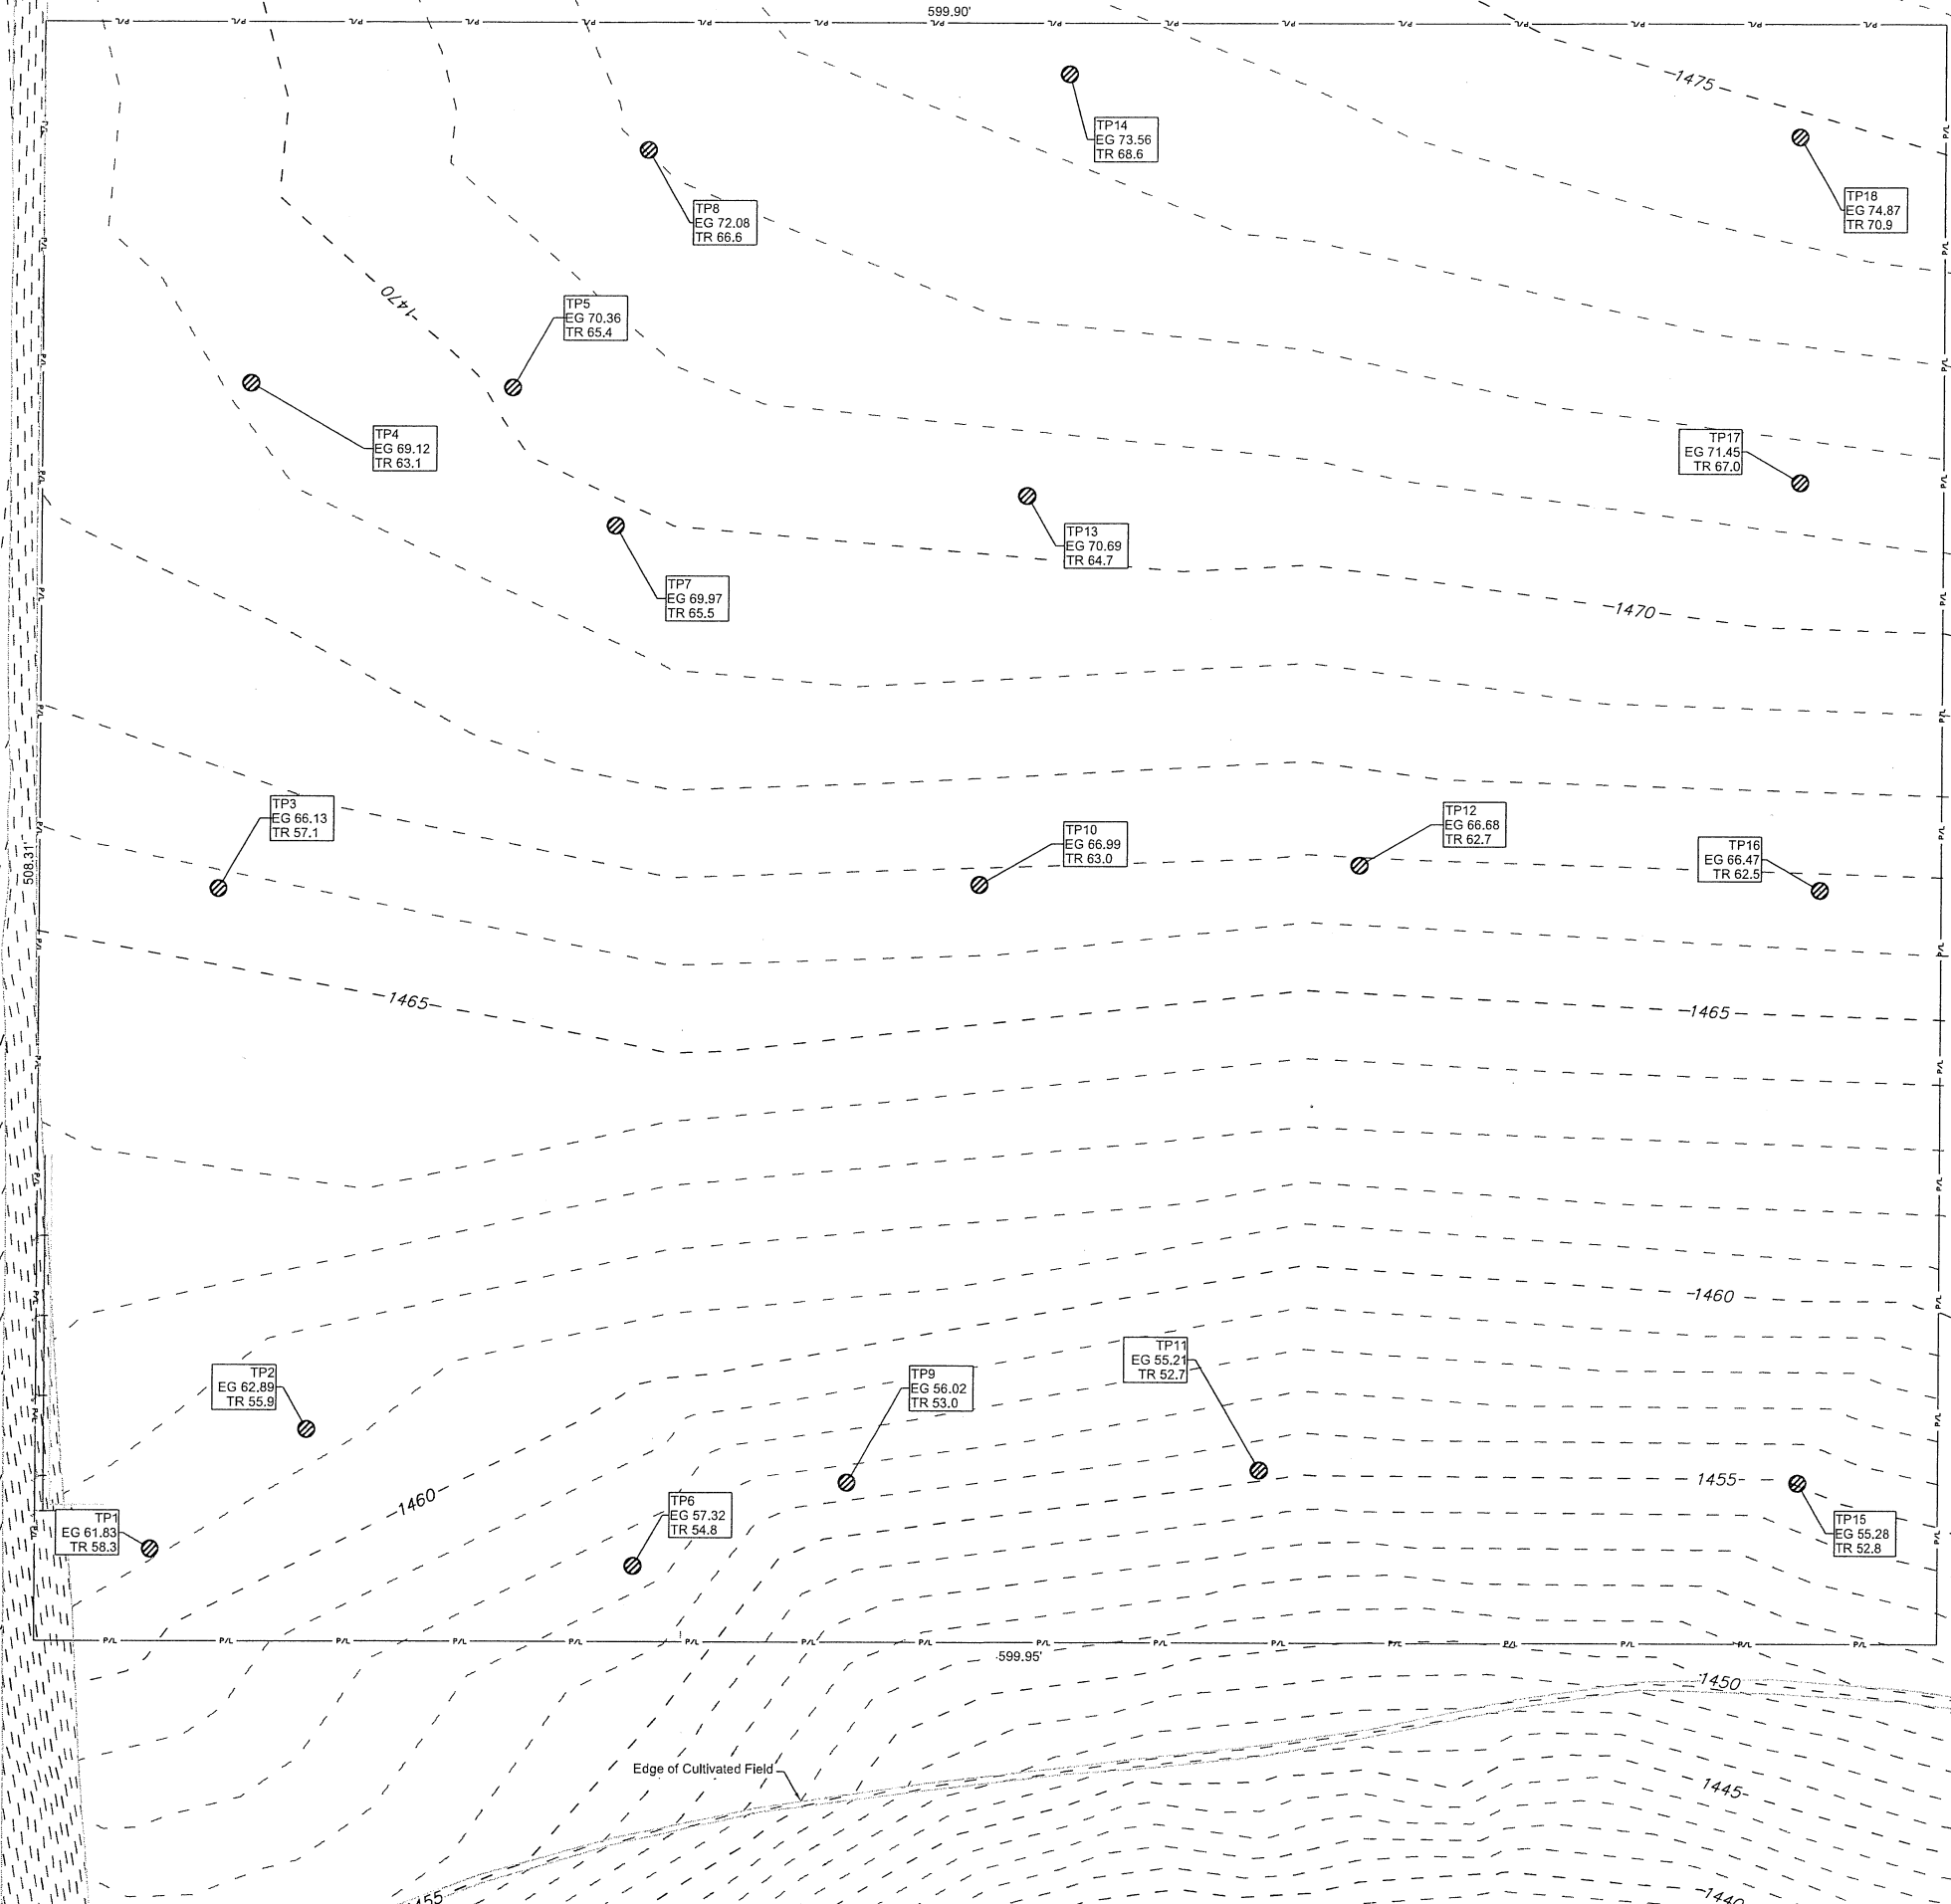 599.90'
1475
TP14
EG 73.56
TR 68.6
TP18
EG 74.87
TR 70.9
TP8
EG 72.08
TR 66.6
1470
TP5
EG 70.36
TR 65.4
TP4
EG 69.12
TR 63.1
TP17
EG 71.45
TR 67.0
TP13
EG 70.69
TR 64.7
TP7
EG 69.97
TR 65.5
1470
TP3
EG 66.13
TR 57.1
TP10
EG 66.99
TR 63.0
TP12
EG 66.68
TR 62.7
TP16
EG 66.47
TR 62.5
508.31'
1465
1465
1460
TP2
EG 62.89
TR 55.9
TP9
EG 56.02
TR 53.0
TP11
EG 55.21
TR 52.7
1455
1460
TP1
EG 61.83
TR 58.3
TP6
EG 57.32
TR 54.8
TP15
EG 55.28
TR 52.8
P/L P/L P/L P/L P/L P/L P/L P/L P/L P/L P/L P/L P/L P/L P/L P/L
599.95'
1450
Edge of Cultivated Field
1445
1440